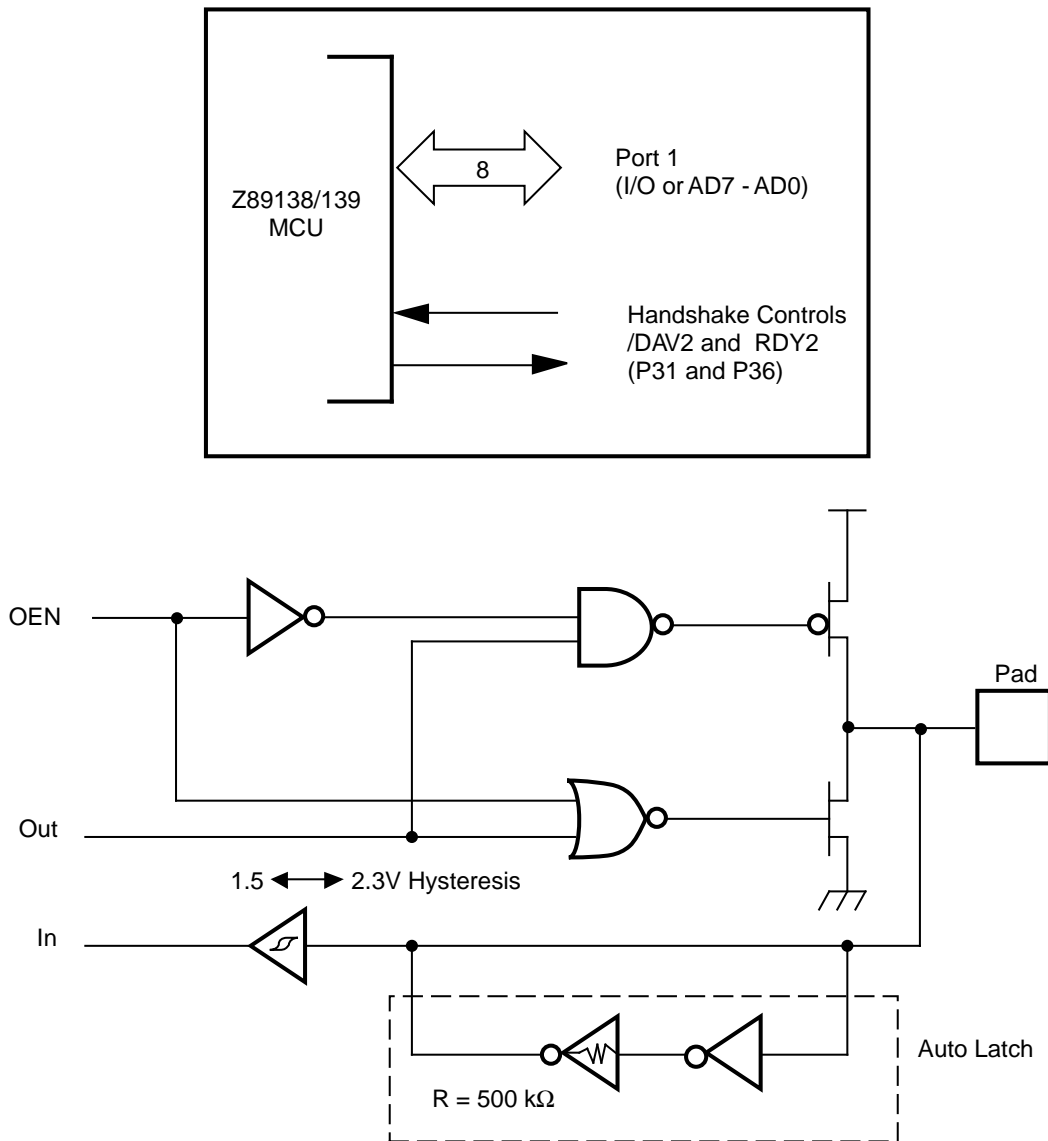 Z89138/139
MCU
8
Port 1
(I/O or AD7 - AD0)
Handshake Controls
/DAV2 and RDY2
(P31 and P36)
OEN
Pad
Out
1.5 2.3V Hysteresis
In
Auto Latch
R = 500 kΩ